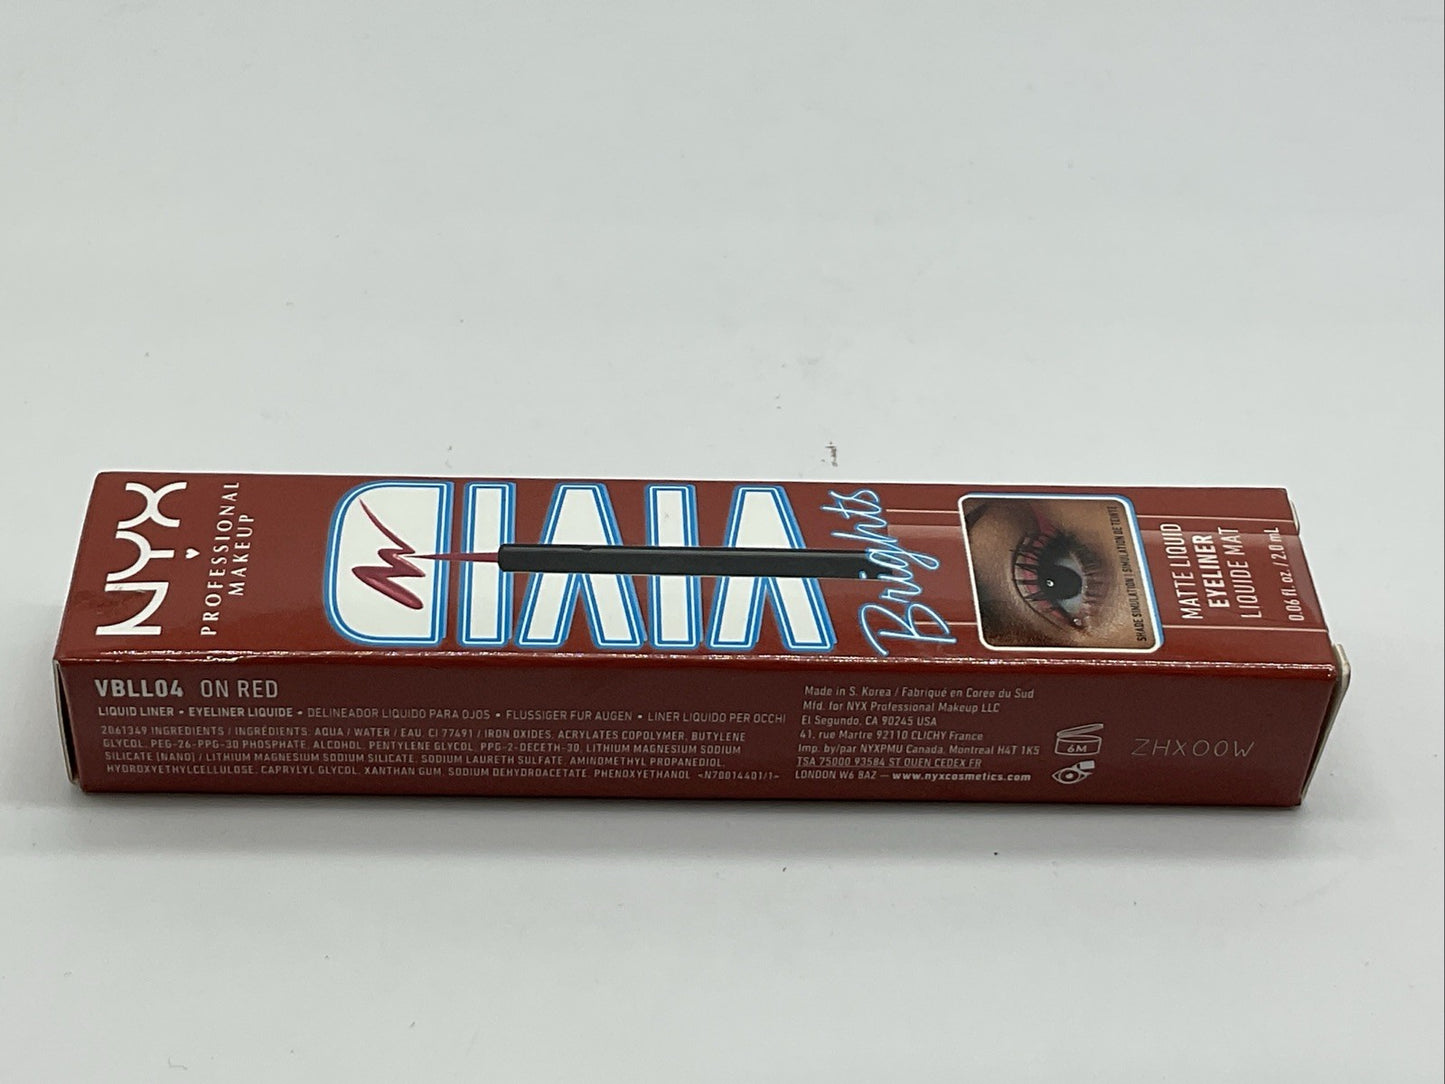 NYX
PROFESSIONAL
MAKEUP
VIVID
Brights
SHADE SIMULATION | SIMULATION DE TEINTE
MATTE LIQUID
EYELINER
LIQUIDE MAT
0.06 fl. oz. / 2.0 mL
VBLL04 ON RED
LIQUID LINER • EYELINER LIQUIDE • DELINEADOR LIQUIDO PARA OJOS • FLUSSIGER FUR AUGEN • LINER LIQUIDO PER OCCHI
2061349 INGREDIENTS / INGRÉDIENTS: AQUA / WATER / EAU, CI 77491 / IRON OXIDES, ACRYLATES COPOLYMER, BUTYLENE
GLYCOL, PEG-26-PPG-30 PHOSPHATE, ALCOHOL, PENTYLENE GLYCOL, PPG-2-DECETH-30, LITHIUM MAGNESIUM SODIUM
SILICATE [NANO] / LITHIUM MAGNESIUM SODIUM SILICATE, SODIUM LAURETH SULFATE, AMINOMETHYL PROPANEDIOL,
HYDROXYETHYLCELLULOSE, CAPRYLYL GLYCOL, XANTHAN GUM, SODIUM DEHYDROACETATE, PHENOXYETHANOL <N70014401/1>
Made in S. Korea / Fabriqué en Coree du Sud
Mfd. for NYX Professional Makeup LLC
El Segundo, CA 90245 USA
41, rue Martre 92110 CLICHY France
Imp. by/par NYXPMU Canada, Montreal H4T 1K5
TSA 75000 93584 ST OUEN CEDEX FR
LONDON W6 8AZ — www.nyxcosmetics.com
6M
ZHX00W